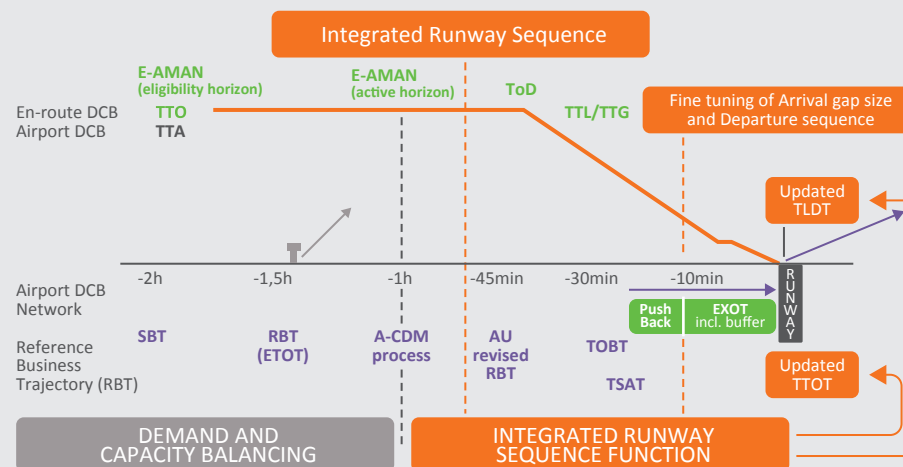 Integrated Runway Sequence
E-AMAN
(eligibility horizon)
E-AMAN
(active horizon)
ToD
En-route DCB
TTO
TTL/TTG
Airport DCB
TTA
Fine tuning of Arrival gap size
and Departure sequence
Updated
TLDT
-2h
-1,5h
-1h
-45min
-30min
-10min
RUNWAY
Airport DCB
Network
Push
Back
EXOT
incl. buffer
SBT
RBT
(ETOT)
A-CDM
process
AU
revised
RBT
TOBT
TSAT
Reference
Business
Trajectory (RBT)
Updated
TTOT
DEMAND AND
CAPACITY BALANCING
INTEGRATED RUNWAY
SEQUENCE FUNCTION